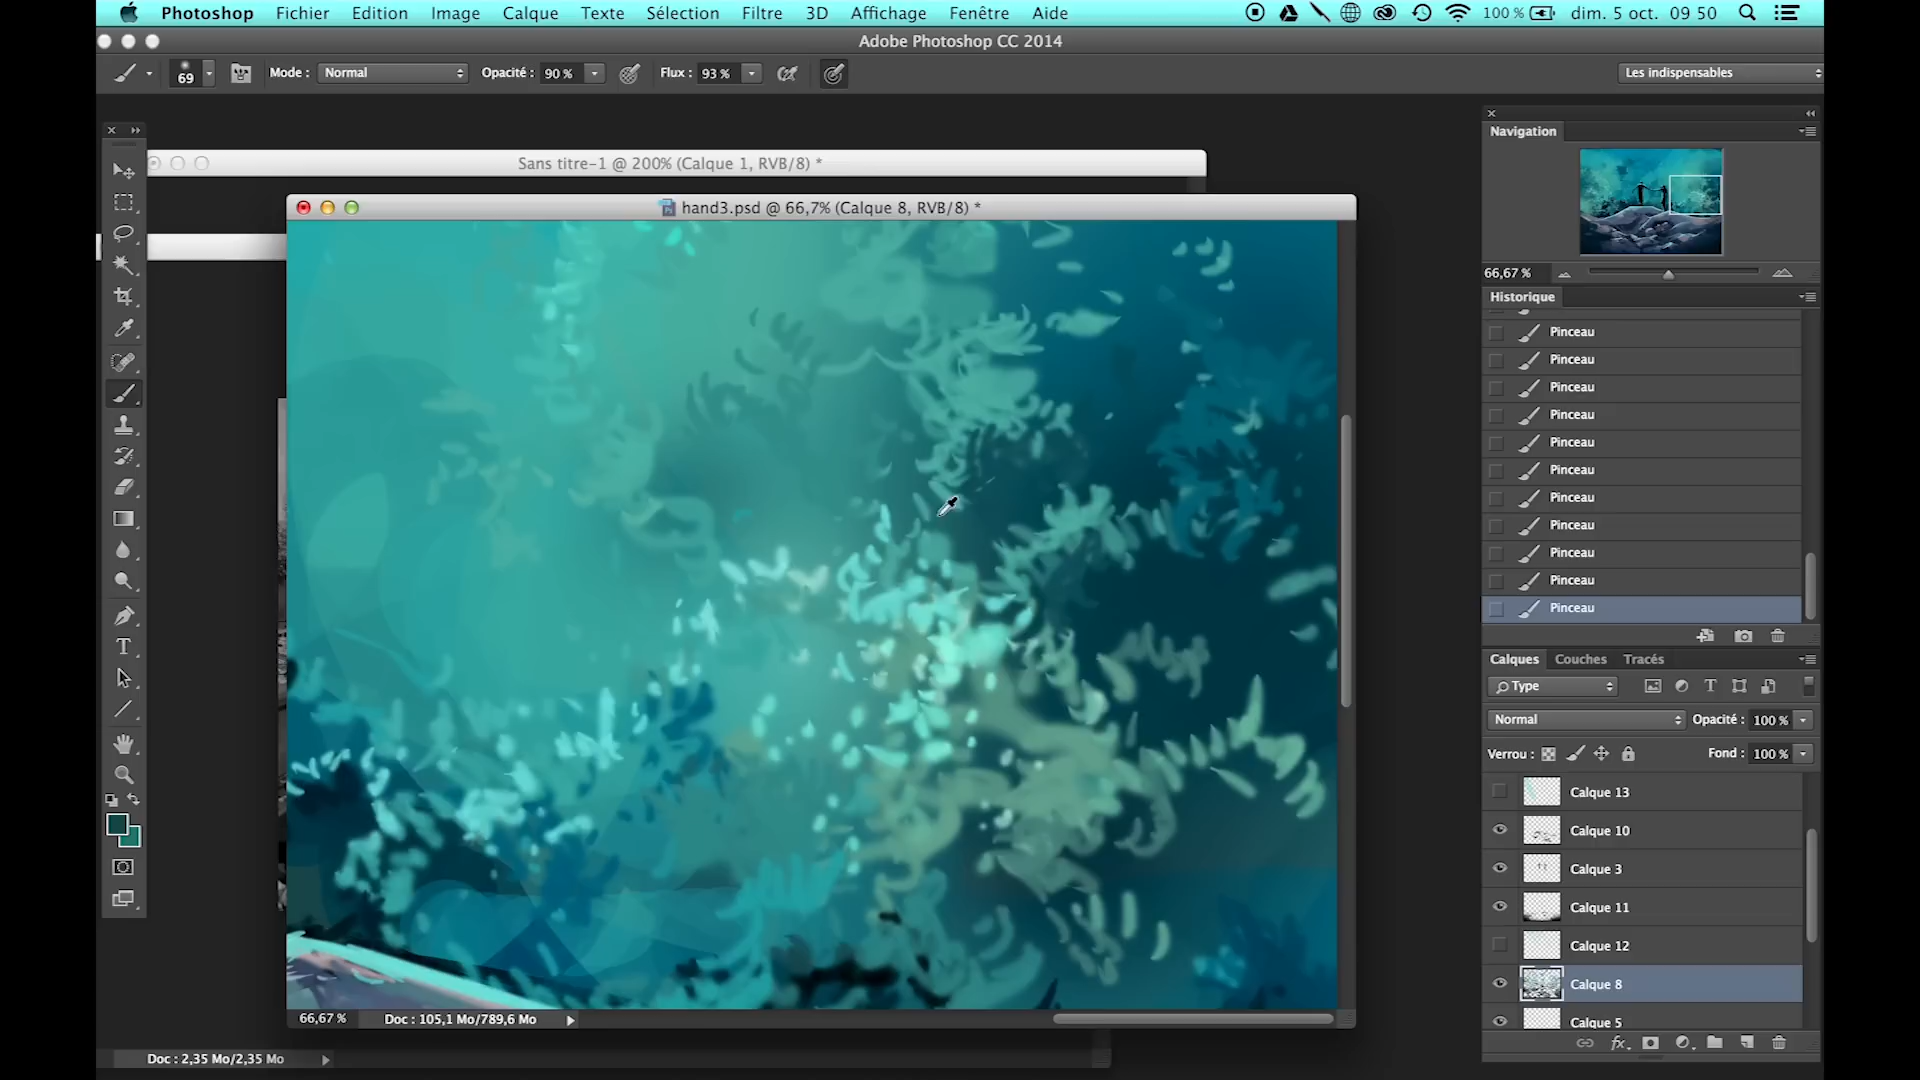 Photoshop Fichier Edition Image Calque Texte Sélection Filtre 3D Affichage Fenêtre Aide 100 % dim. 5 oct. 09 50
Adobe Photoshop CC 2014
69 Mode : Normal Opacité : 90 % Flux : 93 % Les indispensables
Navigation
Sans titre-1 @ 200% (Calque 1, RVB/8) *
hand3.psd @ 66,7% (Calque 8, RVB/8) *
66,67 %
Historique
Pinceau
Pinceau
Pinceau
Pinceau
Pinceau
Pinceau
Pinceau
Pinceau
Pinceau
Pinceau
Pinceau
Calques Couches Tracés
Type
Normal Opacité : 100 %
Verrou : Fond : 100 %
Calque 13
Calque 10
Calque 3
Calque 11
Calque 12
Calque 8
Calque 5
fx
T
66,67 % Doc : 105,1 Mo/789,6 Mo
Doc : 2,35 Mo/2,35 Mo